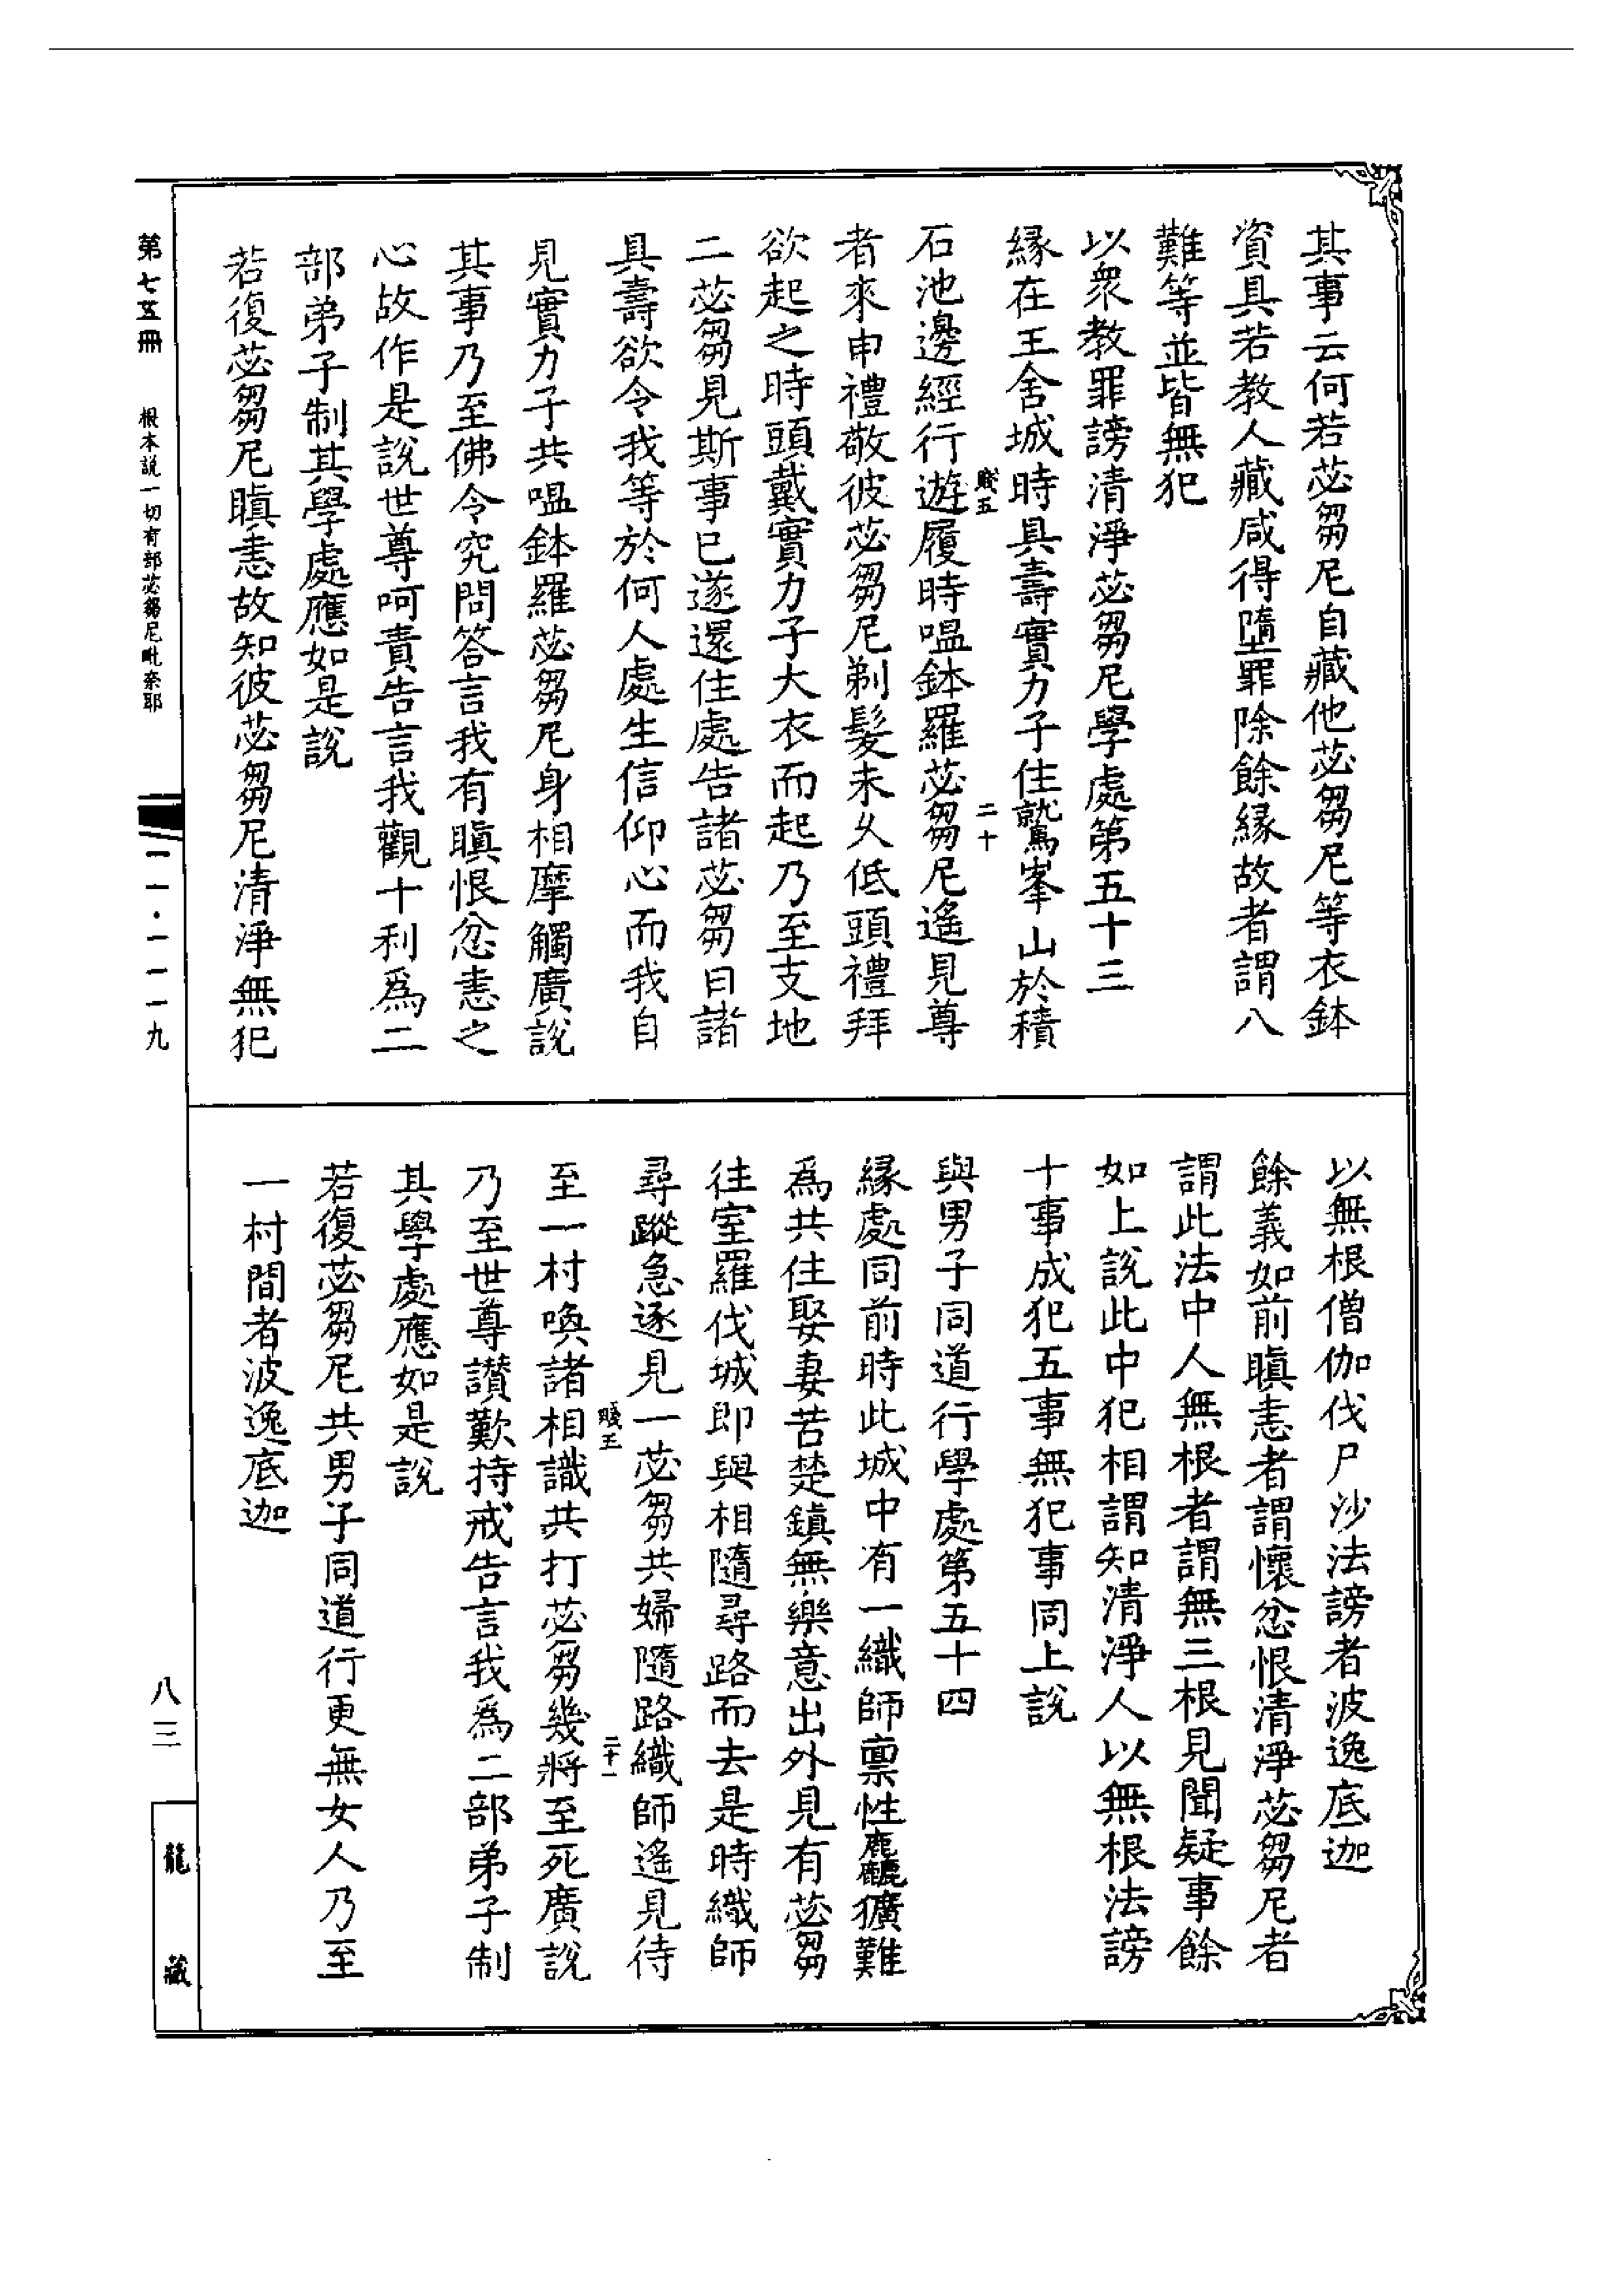 其事云何若苾芻尼自藏他苾芻尼等衣鉢
資具若教人藏咸得墮罪除餘緣故者謂八
難等並皆無犯
以衆教罪謗清淨苾芻尼學處第五十三
緣在王舍城時具壽實力子住鷲峯山於積
賤五
二十
石池邊經行遊履時嗢鉢羅苾芻尼遙見尊
者來申禮敬彼苾芻尼剃髮未久低頭禮拜
欲起之時頭戴實力子大衣而起乃至支地
二苾芻見斯事已遂還住處告諸苾芻曰諸
具壽欲令我等於何人處生信仰心而我自
見實力子共嗢鉢羅苾芻尼身相摩觸廣說
其事乃至佛令究問答言我有瞋恨忿恚之
心故作是說世尊呵責告言我觀十利為二
部弟子制其學處應如是說
若復苾芻尼瞋恚故知彼苾芻尼清淨無犯
以無根僧伽伐尸沙法謗者波逸底迦
餘義如前瞋恚者謂懷忿恨清淨苾芻尼者
謂此法中人無根者謂無三根見聞疑事餘
如上說此中犯相謂知清淨人以無根法謗
十事成犯五事無犯事同上說
與男子同道行學處第五十四
緣處同前時此城中有一織師稟性麤獷難
為共住娶妻苦楚鎮無樂意出外見有苾芻
往室羅伐城即與相隨尋路而去是時織師
尋蹤急逐見一苾芻共婦隨路織師遙見待
賤五
二十一
至一村喚諸相識共打苾芻幾將至死廣說
乃至世尊讚歎持戒告言我為二部弟子制
其學處應如是說
若復苾芻尼共男子同道行更無女人乃至
一村間者波逸底迦
第七五冊
根本說一切有部苾芻尼毗奈耶
一一·一一一九
八三
龍藏